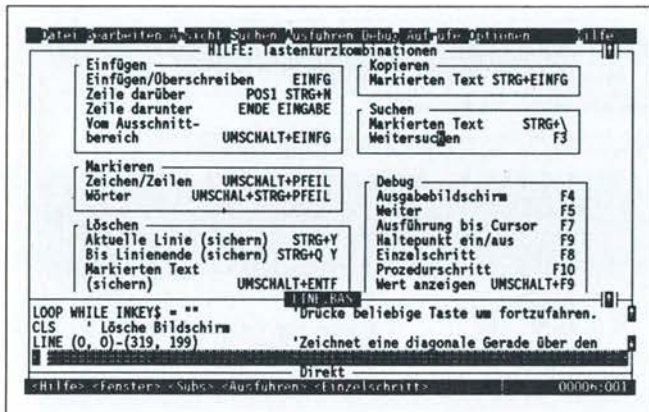 Datei Bearbeiten Ansicht Suchen Ausführen Debug Aufrufe Optionen Hilfe
HILFE: Tastenkurzkombinationen
Einfügen
Einfügen/Überschreiben EINFG
Zeile darüber POS1 STRG+N
Zeile darunter ENDE EINGABE
Vom Ausschnitt-
bereich UMSCHALT+EINFG
Kopieren
Markierten Text STRG+EINFG
Suchen
Markierten Text STRG+\
Weitersuchen F3
Markieren
Zeichen/Zeilen UMSCHALT+PFEIL
Wörter UMSCHAL+STRG+PFEIL
Debug
Ausgabebildschirm F4
Weiter F5
Ausführung bis Cursor F7
Haltepunkt ein/aus F9
Einzelschritt F8
Prozedurschritt F10
Wert anzeigen UMSCHALT+F9
Löschen
Aktuelle Linie (sichern) STRG+Y
Bis Linienende (sichern) STRG+Q Y
Markierten Text
(sichern) UMSCHALT+ENTF
LINE.BAS
LOOP WHILE INKEY$ = "" 'Drücke beliebige Taste um fortzufahren.
CLS ' Lösche Bildschirm
LINE (0, 0)-(319, 199) 'Zeichnet eine diagonale Gerade über den
Direkt
<Hilfe> <Fenster> <Subs> <Ausführen> <Einzelschritt> 00006:001